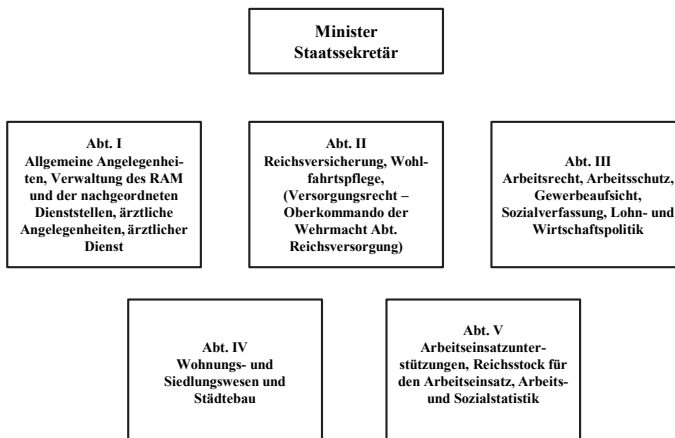 Minister
Staatssekretär
Abt. I
Allgemeine Angelegenhei-
ten, Verwaltung des RAM
und der nachgeordneten
Dienststellen, ärztliche
Angelegenheiten, ärztlicher
Dienst
Abt. II
Reichsversicherung, Wohl-
fahrtspflege,
(Versorgungsrecht –
Oberkommando der
Wehrmacht Abt.
Reichsversorgung)
Abt. III
Arbeitsrecht, Arbeitsschutz,
Gewerbeaufsicht,
Sozialverfassung, Lohn- und
Wirtschaftspolitik
Abt. IV
Wohnungs- und
Siedlungswesen und
Städtebau
Abt. V
Arbeitseinsatzunter-
stützungen, Reichsstock für
den Arbeitseinsatz, Arbeits-
und Sozialstatistik